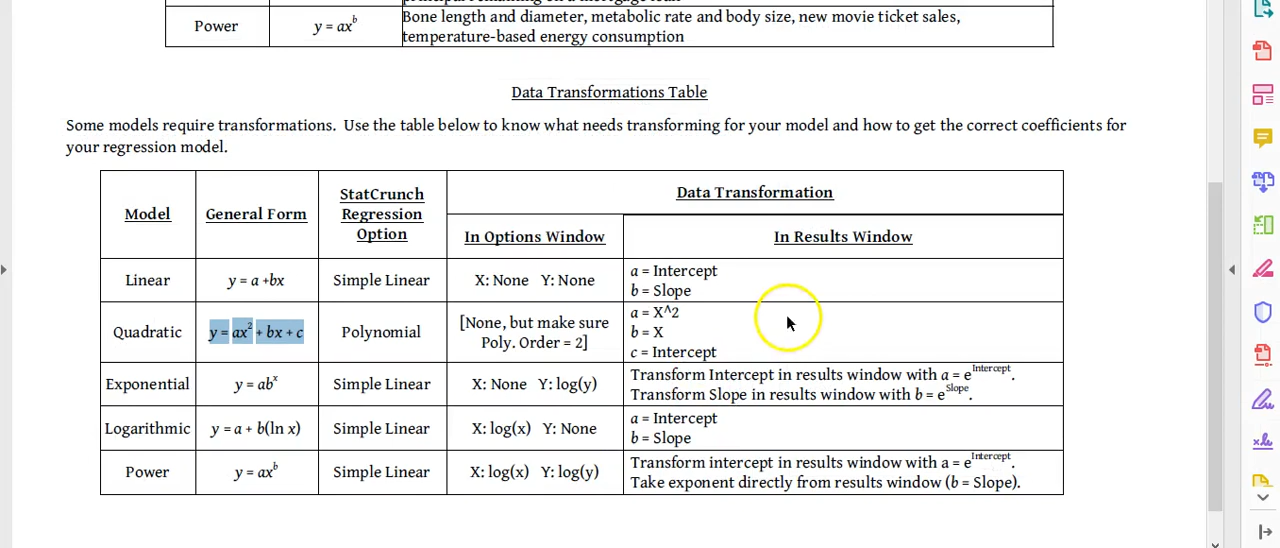 principal remaining on a mortgage loan
Power y = ax^b Bone length and diameter, metabolic rate and body size, new movie ticket sales,
temperature-based energy consumption
Data Transformations Table
Some models require transformations. Use the table below to know what needs transforming for your model and how to get the correct coefficients for
your regression model.
Model
General Form
StatCrunch
Regression
Option
Data Transformation
In Options Window
In Results Window
Linear
y = a +bx
Simple Linear
X: None Y: None
a = Intercept
b = Slope
Quadratic
y = ax² + bx + c
Polynomial
[None, but make sure
Poly. Order = 2]
a = X^2
b = X
c = Intercept
Exponential
y = abˣ
Simple Linear
X: None Y: log(y)
Transform Intercept in results window with a = e^Intercept.
Transform Slope in results window with b = e^Slope.
Logarithmic
y = a + b(ln x)
Simple Linear
X: log(x) Y: None
a = Intercept
b = Slope
Power
y = ax^b
Simple Linear
X: log(x) Y: log(y)
Transform intercept in results window with a = e^Intercept.
Take exponent directly from results window (b = Slope).